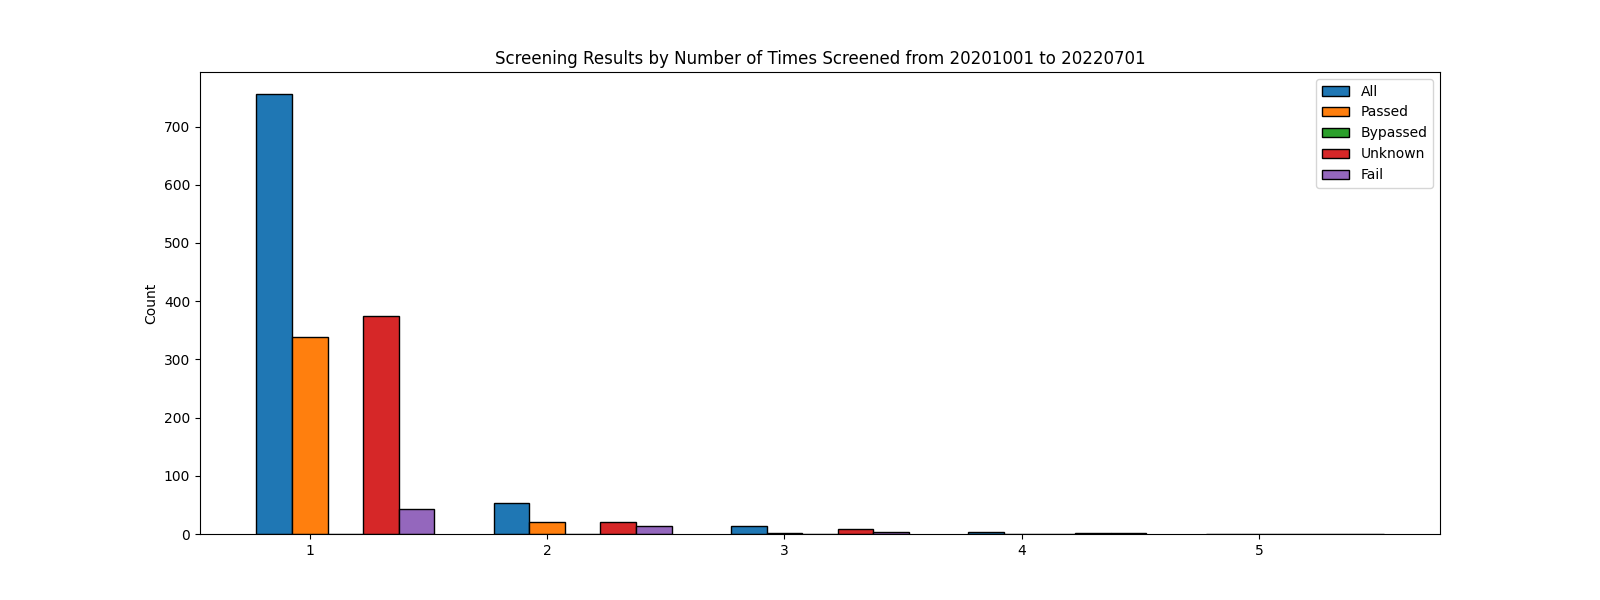 Screening Results by Number of Times Screened from 20201001 to 20220701
All
Passed
Bypassed
Unknown
Fail
Count
700
600
500
400
300
200
100
0
1 2 3 4 5